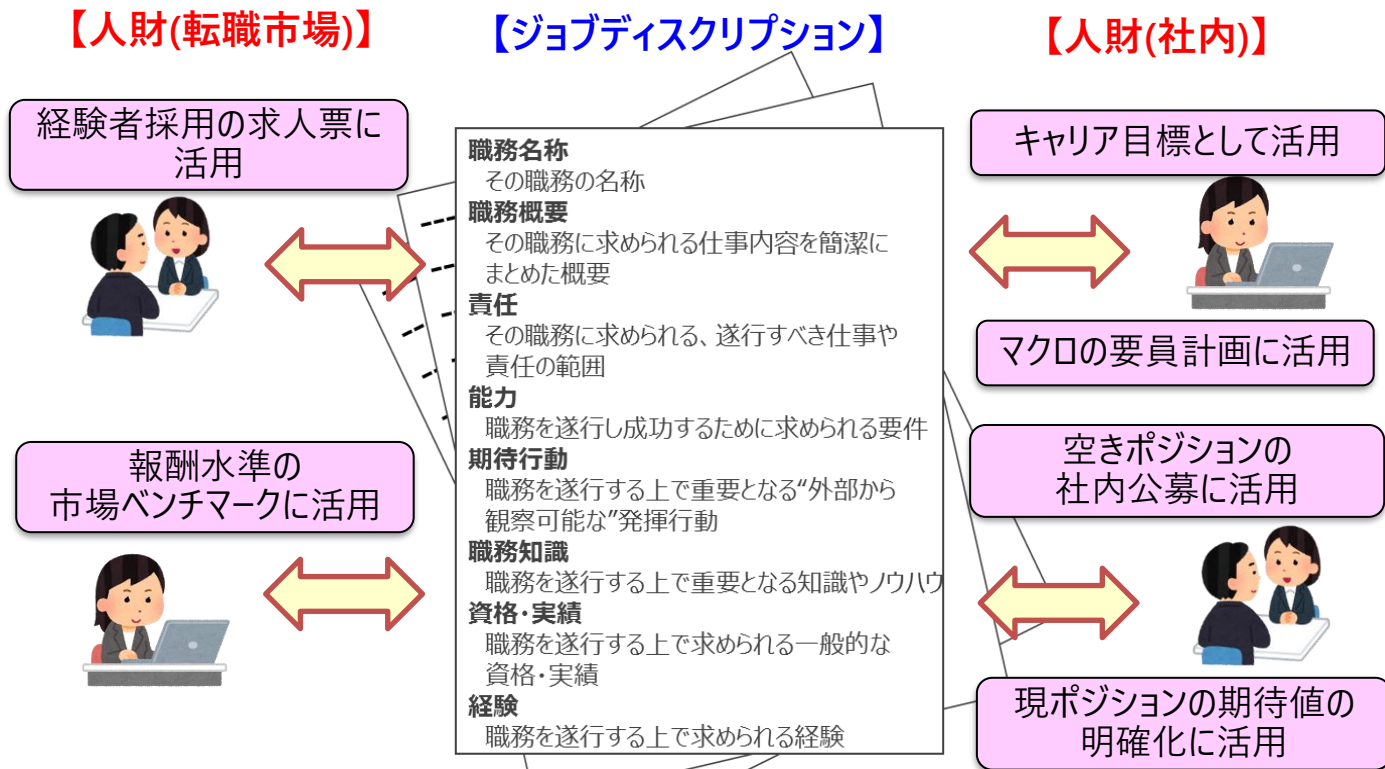 【人財(転職市場)】
【ジョブディスクリプション】
【人財(社内)】
経験者採用の求人票に
活用
報酬水準の
市場ベンチマークに活用
職務名称
その職務の名称
職務概要
その職務に求められる仕事内容を簡潔に
まとめた概要
責任
その職務に求められる、遂行すべき仕事や
責任の範囲
能力
職務を遂行し成功するために求められる要件
期待行動
職務を遂行する上で重要となる“外部から
観察可能な”発揮行動
職務知識
職務を遂行する上で重要となる知識やノウハウ
資格・実績
職務を遂行する上で求められる一般的な
資格・実績
経験
職務を遂行する上で求められる経験
キャリア目標として活用
マクロの要員計画に活用
空きポジションの
社内公募に活用
現ポジションの期待値の
明確化に活用